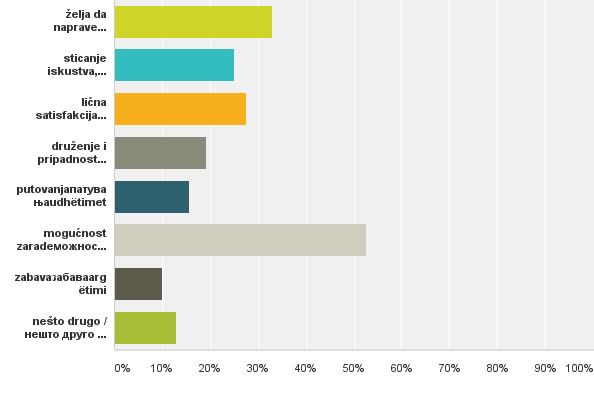 želja da
naprave...
sticanje
iskustva,...
lična
satisfakcija...
druženje i
pripadnost...
putovanjaпатува
њаudhëtimet
mogućnost
zaradeможнос...
zabavaзабаваarg
ëtimi
nešto drugo /
нешто друго ...
0% 10% 20% 30% 40% 50% 60% 70% 80% 90% 100%